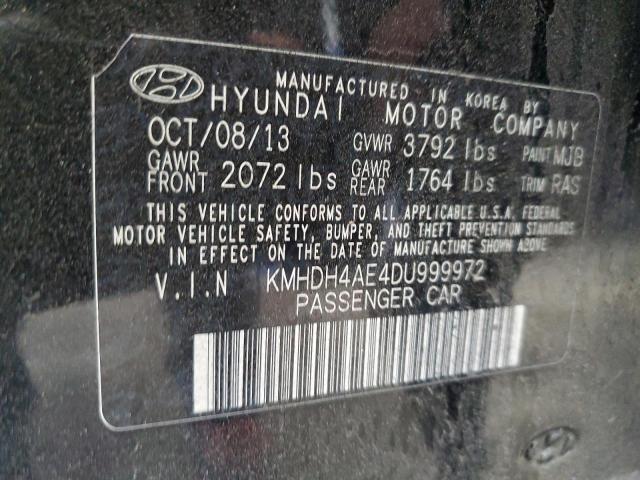 MANUFACTURED IN KOREA BY
HYUNDAI MOTOR COMPANY
OCT/08/13 GVWR 3792 lbs PAINT MJB
GAWR FRONT 2072 lbs GAWR REAR 1764 lbs TRIM RAS
THIS VEHICLE CONFORMS TO ALL APPLICABLE U.S.A. FEDERAL
MOTOR VEHICLE SAFETY, BUMPER, AND THEFT PREVENTION STANDARDS
IN EFFECT ON THE DATE OF MANUFACTURE SHOWN ABOVE
V.I.N KMHDH4AE4DU999972
PASSENGER CAR